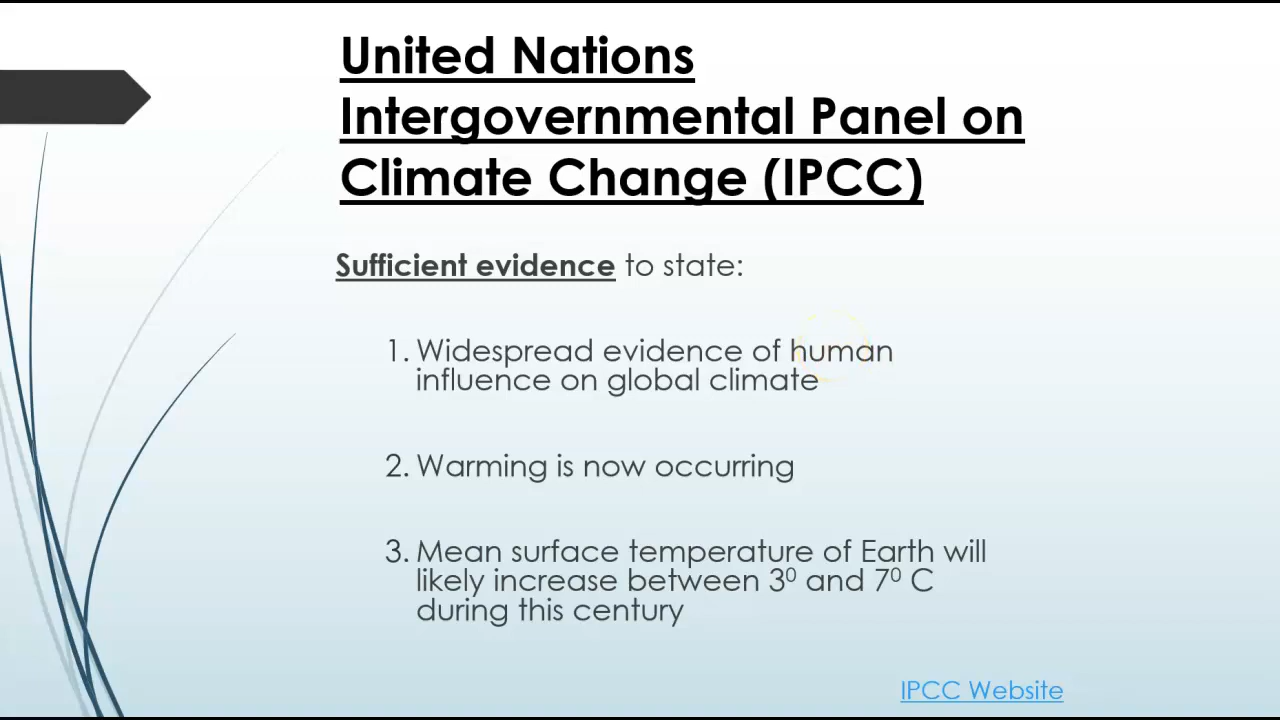 United Nations
Intergovernmental Panel on
Climate Change (IPCC)
Sufficient evidence to state:
1. Widespread evidence of human
influence on global climate
2. Warming is now occurring
3. Mean surface temperature of Earth will
likely increase between 3⁰ and 7⁰ C
during this century
IPCC Website